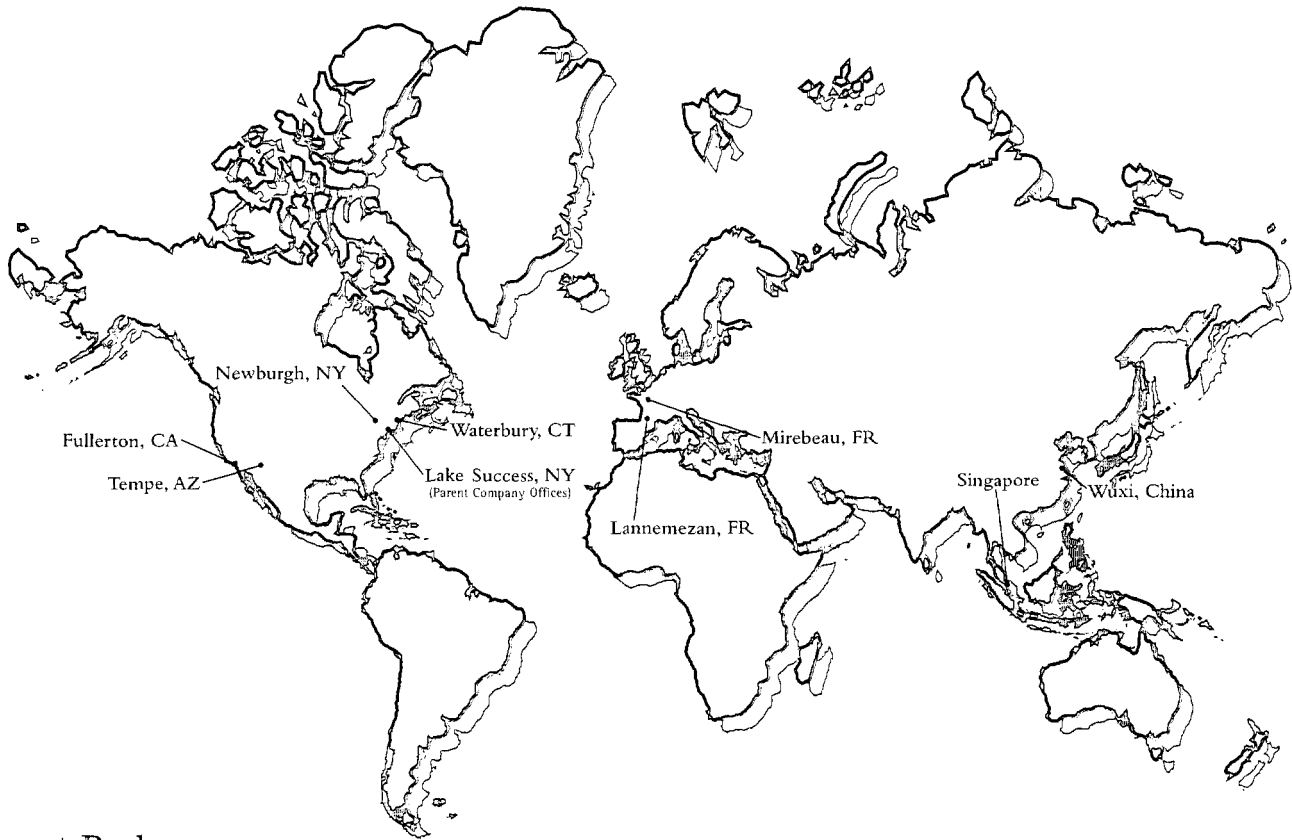 Newburgh, NY
Fullerton, CA
Waterbury, CT
Mirebeau, FR
Tempe, AZ
Lake Success, NY
(Parent Company Offices)
Singapore
Wuxi, China
Lannemezan, FR